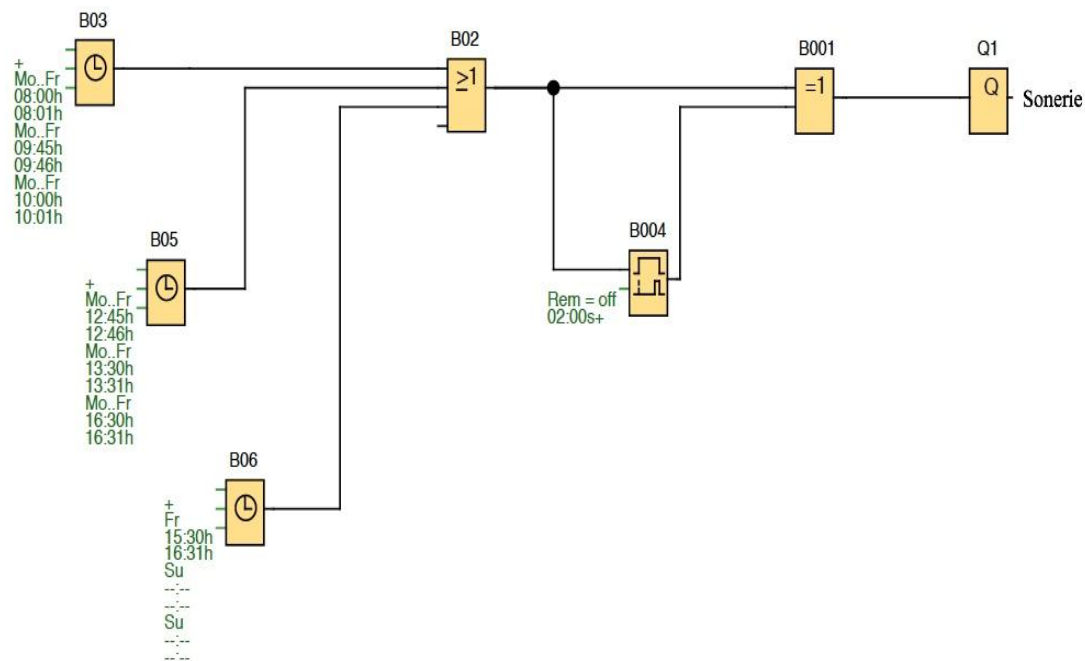 B03
+
Mo..Fr
08:00h
08:01h
Mo..Fr
09:45h
09:46h
Mo..Fr
10:00h
10:01h
B02
≥1
B001
=1
Q1
Q
Sonerie
B05
+
Mo..Fr
12:45h
12:46h
Mo..Fr
13:30h
13:31h
Mo..Fr
16:30h
16:31h
B004
Rem = off
02:00s+
B06
+
Fr
15:30h
16:31h
Su
--:--
--:--
Su
--:--
--:--